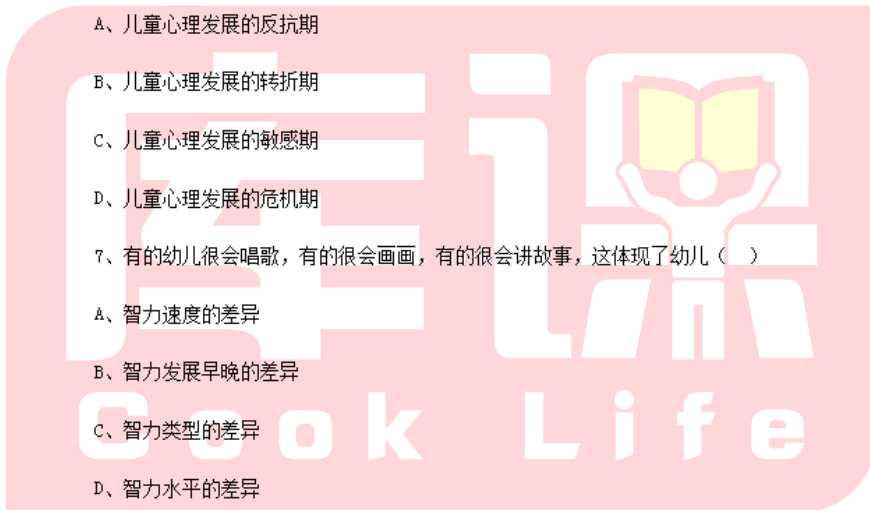 A、儿童心理发展的反抗期
B、儿童心理发展的转折期
C、儿童心理发展的敏感期
D、儿童心理发展的危机期
7、有的幼儿很会唱歌，有的很会画画，有的很会讲故事，这体现了幼儿（ ）
A、智力速度的差异
B、智力发展早晚的差异
C、智力类型的差异
D、智力水平的差异
库课
Cook Life